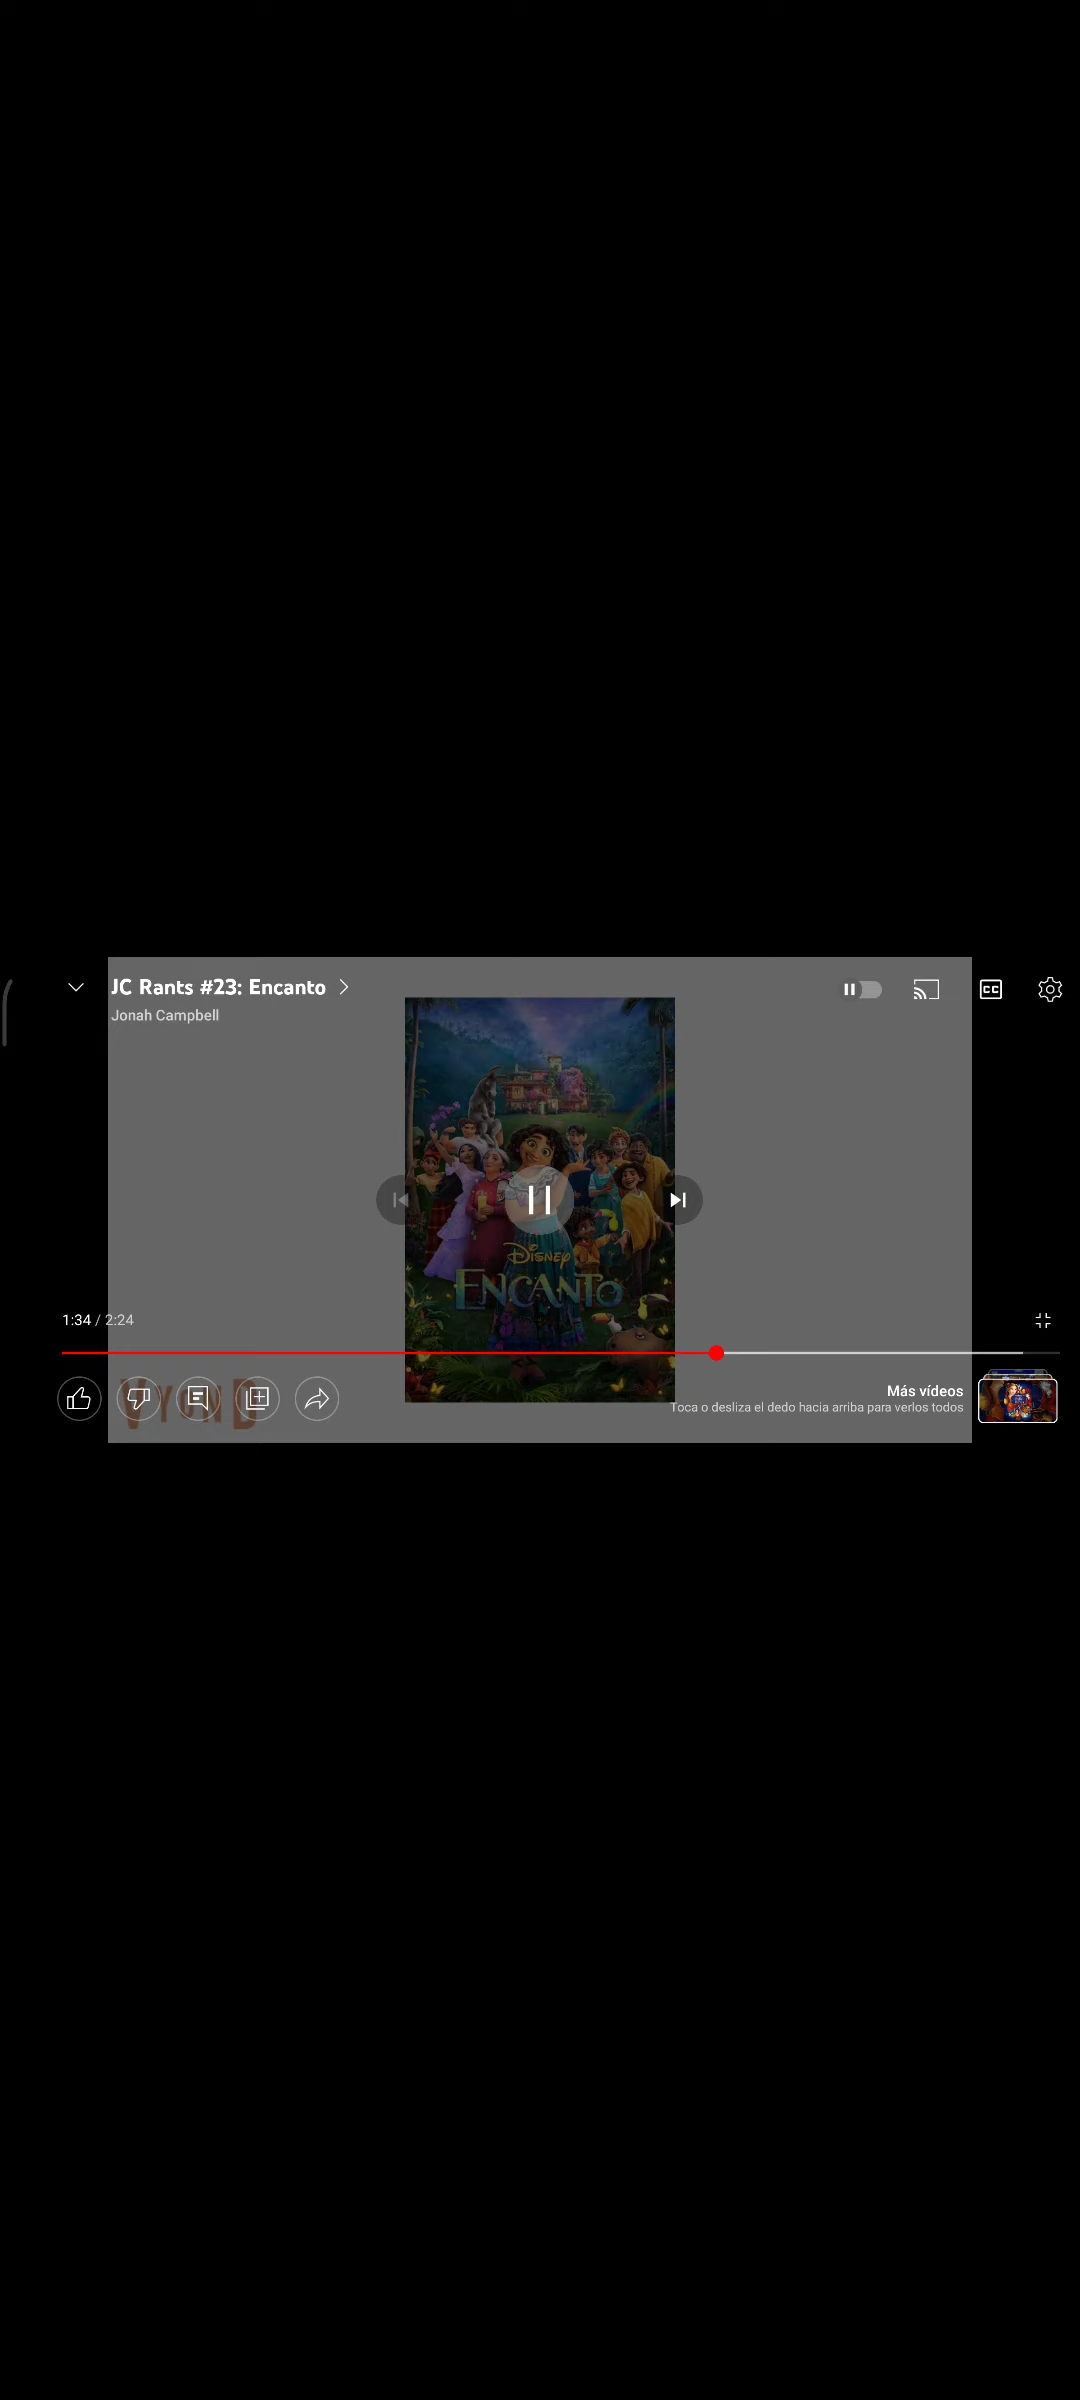 JC Rants #23: Encanto
Jonah Campbell
DISNEY
ENCANTO
1:34 / 2:24
VYOND
Más vídeos
Toca o desliza el dedo hacia arriba para verlos todos